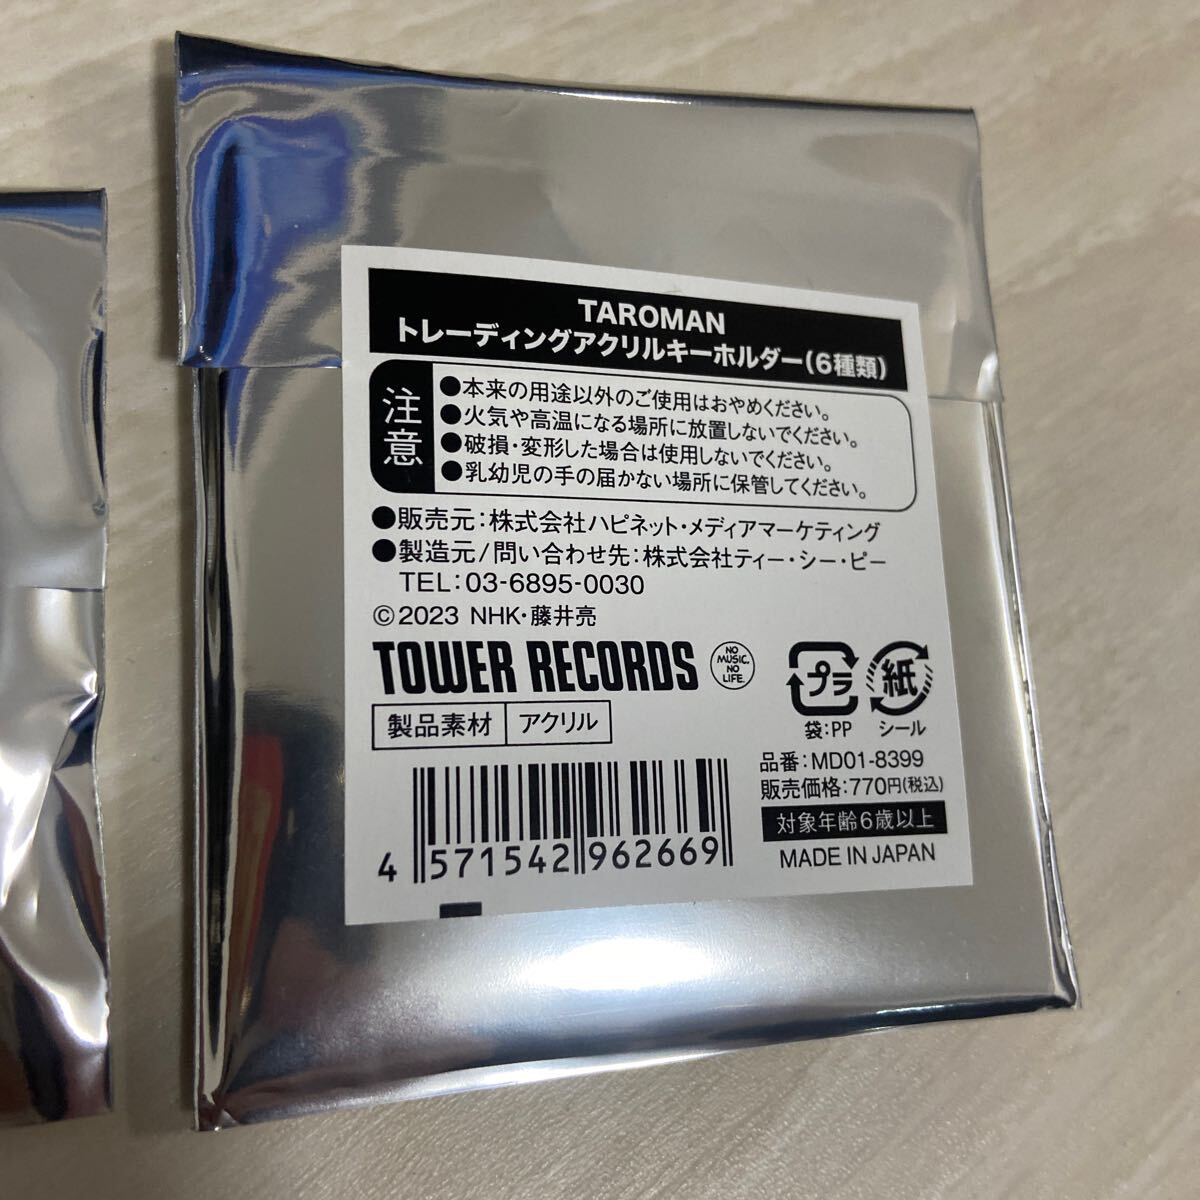 TAROMAN
トレーディングアクリルキーホルダー(6種類)
注意
●本来の用途以外のご使用はおやめください。
●火気や高温になる場所に放置しないでください。
●破損・変形した場合は使用しないでください。
●乳幼児の手の届かない場所に保管してください。
●販売元:株式会社ハピネット・メディアマーケティング
●製造元/問い合わせ先:株式会社ティー・シー・ピー
TEL:03-6895-0030
©2023 NHK・藤井亮
TOWER RECORDS
NO
MUSIC,
NO
LIFE.
プラ
袋:PP
紙
シール
製品素材 アクリル
品番:MD01-8399
販売価格:770円(税込)
対象年齢6歳以上
MADE IN JAPAN
4 571542 962669